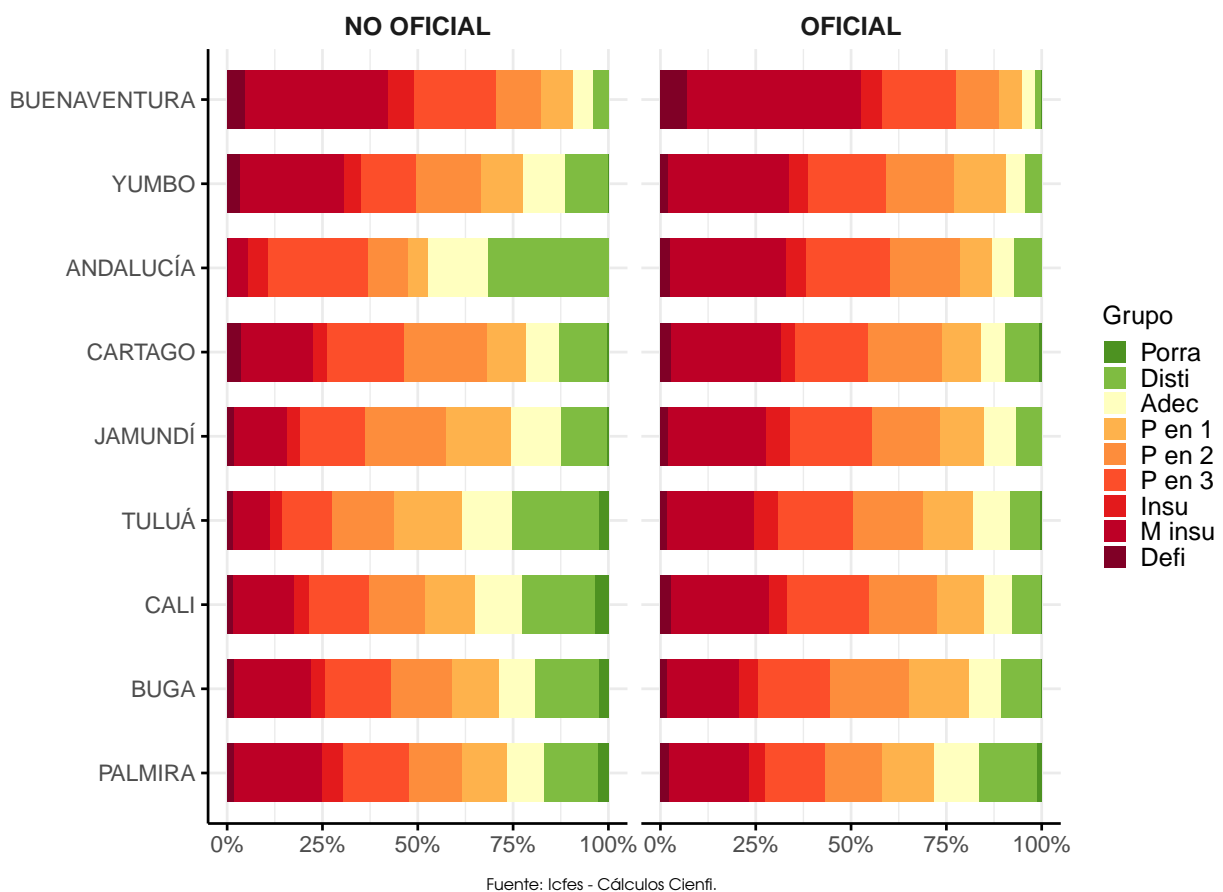 NO OFICIAL OFICIAL
BUENAVENTURA
YUMBO
ANDALUCÍA
CARTAGO
JAMUNDÍ
TULUÁ
CALI
BUGA
PALMIRA
0% 25% 50% 75% 100% 0% 25% 50% 75% 100%
Grupo
Porra
Disti
Adec
P en 1
P en 2
P en 3
Insu
M insu
Defi
Fuente: Icfes - Cálculos Cienfi.